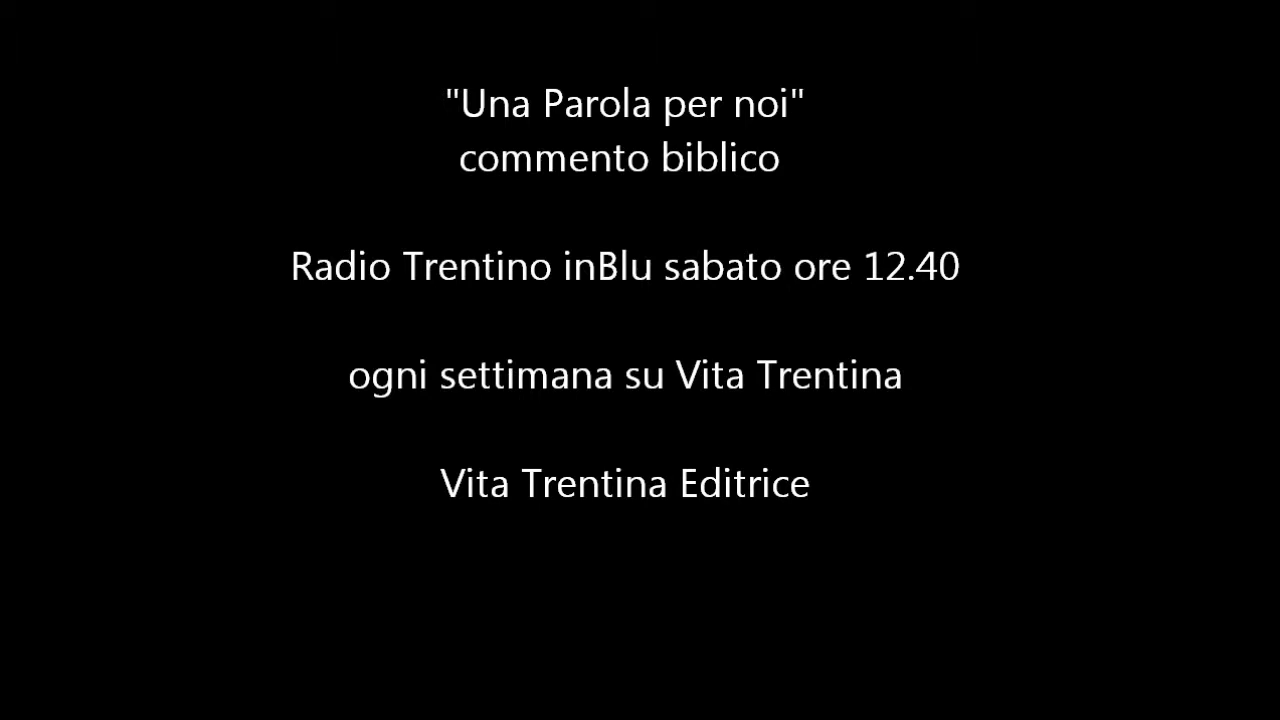 "Una Parola per noi"
commento biblico
Radio Trentino inBlu sabato ore 12.40
ogni settimana su Vita Trentina
Vita Trentina Editrice